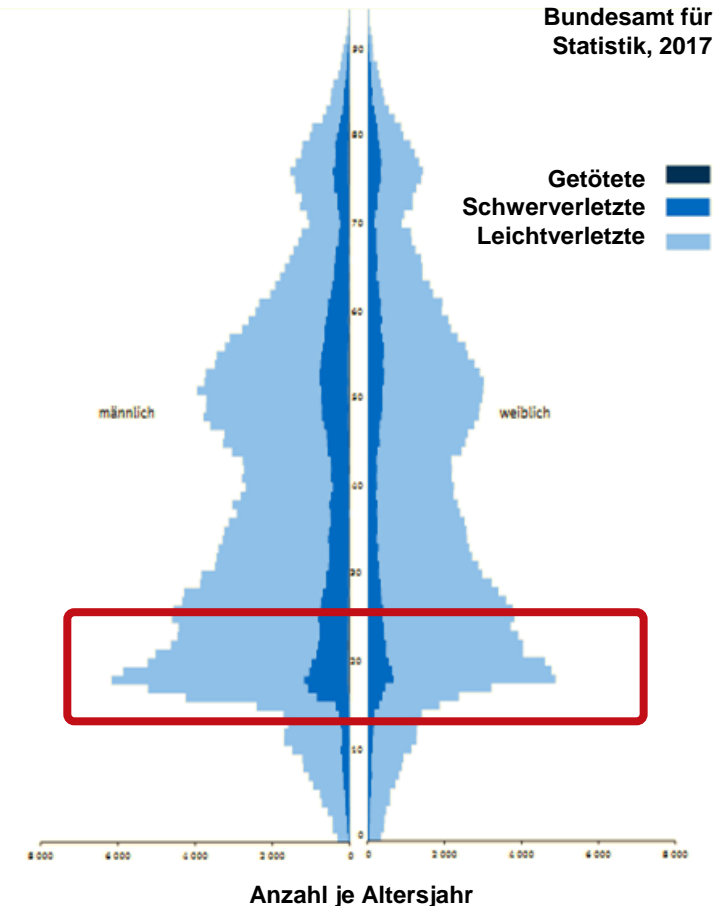 Bundesamt für
Statistik, 2017
Getötete
Schwerverletzte
Leichtverletzte
männlich
weiblich
90
80
70
60
50
40
30
20
10
0
8 000 6 000 4 000 2 000 0 0 2 000 4 000 6 000 8 000
Anzahl je Altersjahr